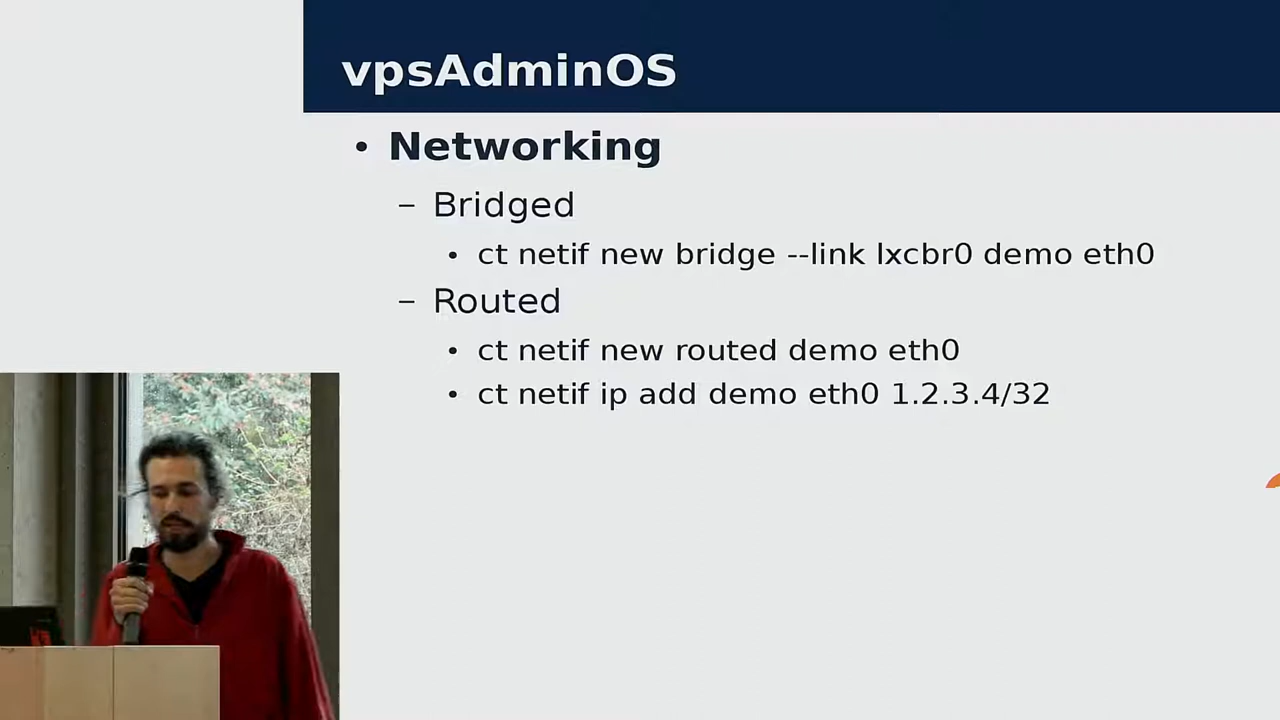 vpsAdminOS
• Networking
– Bridged
• ct netif new bridge --link lxcbr0 demo eth0
– Routed
• ct netif new routed demo eth0
• ct netif ip add demo eth0 1.2.3.4/32